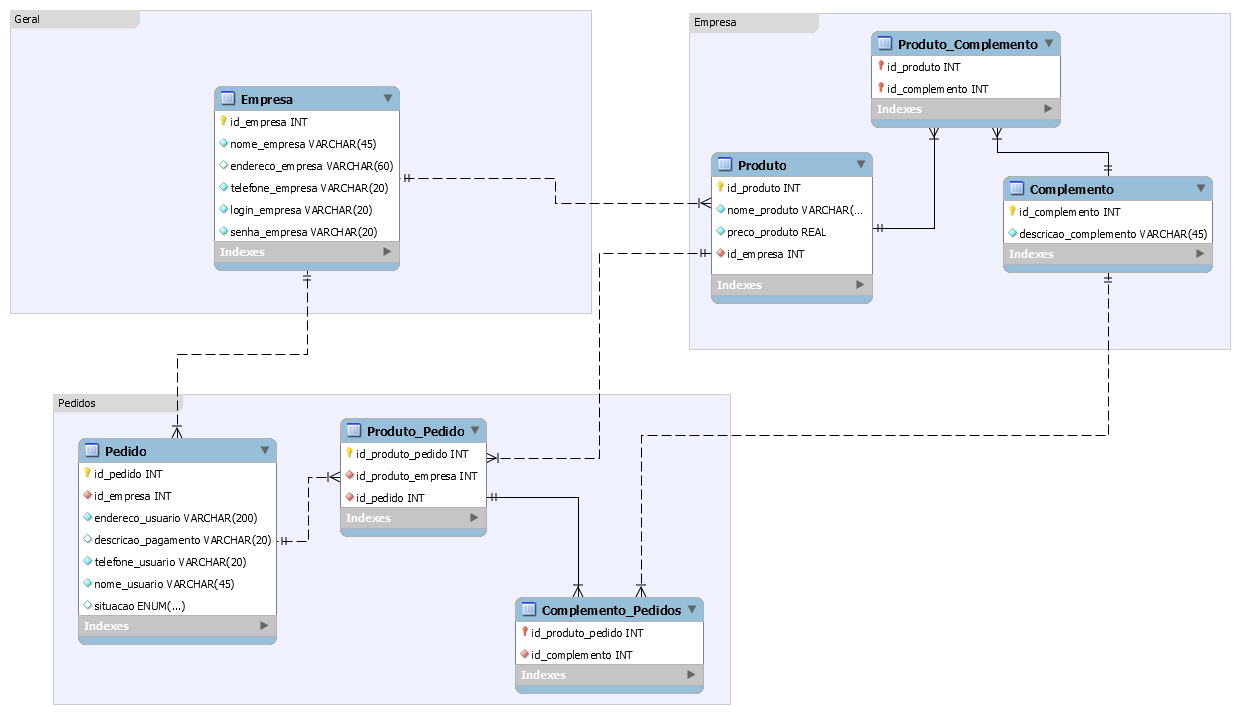 Geral
Empresa
id_empresa INT
nome_empresa VARCHAR(45)
endereco_empresa VARCHAR(60)
telefone_empresa VARCHAR(20)
login_empresa VARCHAR(20)
senha_empresa VARCHAR(20)
Indexes
Empresa
Produto_Complemento
id_produto INT
id_complemento INT
Indexes
Produto
id_produto INT
nome_produto VARCHAR(...
preco_produto REAL
id_empresa INT
Indexes
Complemento
id_complemento INT
descricao_complemento VARCHAR(45)
Indexes
Pedidos
Pedido
id_pedido INT
id_empresa INT
endereco_usuario VARCHAR(200)
descricao_pagamento VARCHAR(20)
telefone_usuario VARCHAR(20)
nome_usuario VARCHAR(45)
situacao ENUM(...)
Indexes
Produto_Pedido
id_produto_pedido INT
id_produto_empresa INT
id_pedido INT
Indexes
Complemento_Pedidos
id_produto_pedido INT
id_complemento INT
Indexes